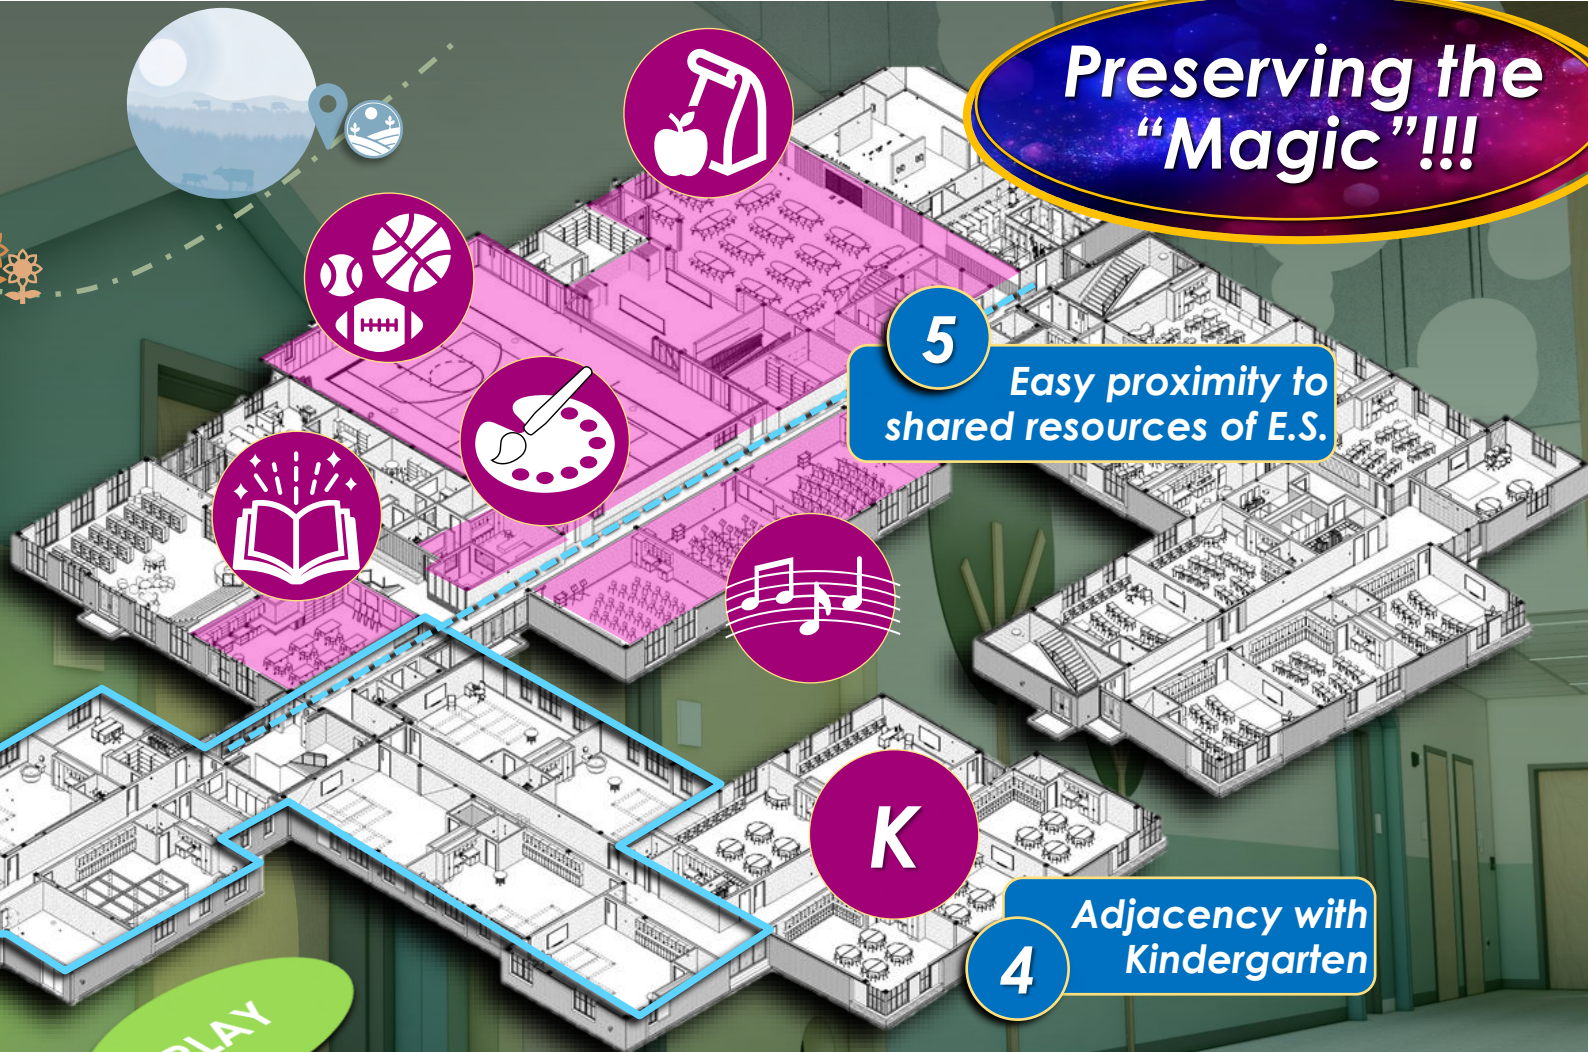 Preserving the
“Magic”!!!
5
Easy proximity to
shared resources of E.S.
K
Adjacency with
Kindergarten
4
PLAY